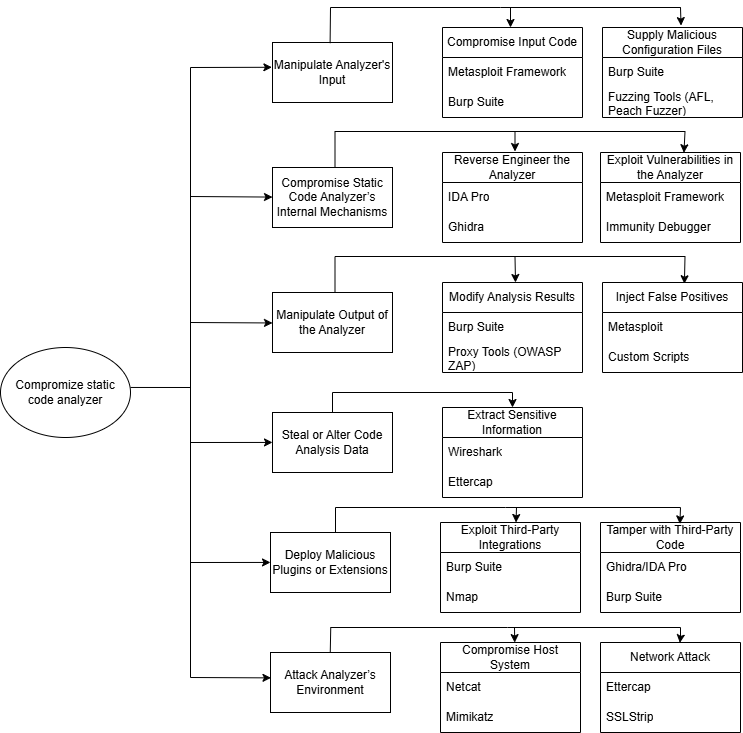 Compromize static
code analyzer
Manipulate Analyzer's
Input
Compromise Input Code
Metasploit Framework
Burp Suite
Supply Malicious
Configuration Files
Burp Suite
Fuzzing Tools (AFL,
Peach Fuzzer)
Compromise Static
Code Analyzer's
Internal Mechanisms
Reverse Engineer the
Analyzer
IDA Pro
Ghidra
Exploit Vulnerabilities in
the Analyzer
Metasploit Framework
Immunity Debugger
Manipulate Output of
the Analyzer
Modify Analysis Results
Burp Suite
Proxy Tools (OWASP
ZAP)
Inject False Positives
Metasploit
Custom Scripts
Steal or Alter Code
Analysis Data
Extract Sensitive
Information
Wireshark
Ettercap
Deploy Malicious
Plugins or Extensions
Exploit Third-Party
Integrations
Burp Suite
Nmap
Tamper with Third-Party
Code
Ghidra/IDA Pro
Burp Suite
Attack Analyzer's
Environment
Compromise Host
System
Netcat
Mimikatz
Network Attack
Ettercap
SSLStrip